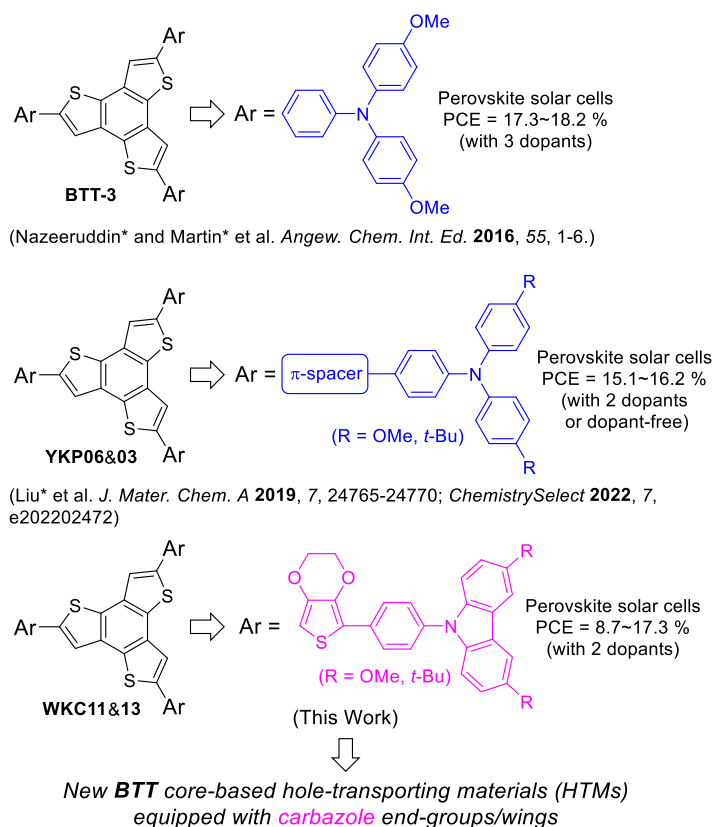 Ar
S
S
S
Ar
Ar
BTT-3
Ar =
N
OMe
OMe
Perovskite solar cells
PCE = 17.3~18.2 %
(with 3 dopants)
(Nazeeruddin* and Martin* et al. Angew. Chem. Int. Ed. 2016, 55, 1-6.)
Ar
S
S
S
Ar
Ar
YKP06&03
Ar =
π-spacer
N
R
R
(R = OMe, t-Bu)
Perovskite solar cells
PCE = 15.1~16.2 %
(with 2 dopants
or dopant-free)
(Liu* et al. J. Mater. Chem. A 2019, 7, 24765-24770; ChemistrySelect 2022, 7,
e202202472)
Ar
S
S
S
Ar
Ar
WKC11&13
Ar =
O
O
S
N
R
R
(R = OMe, t-Bu)
Perovskite solar cells
PCE = 8.7~17.3 %
(with 2 dopants)
(This Work)
New BTT core-based hole-transporting materials (HTMs)
equipped with carbazole end-groups/wings